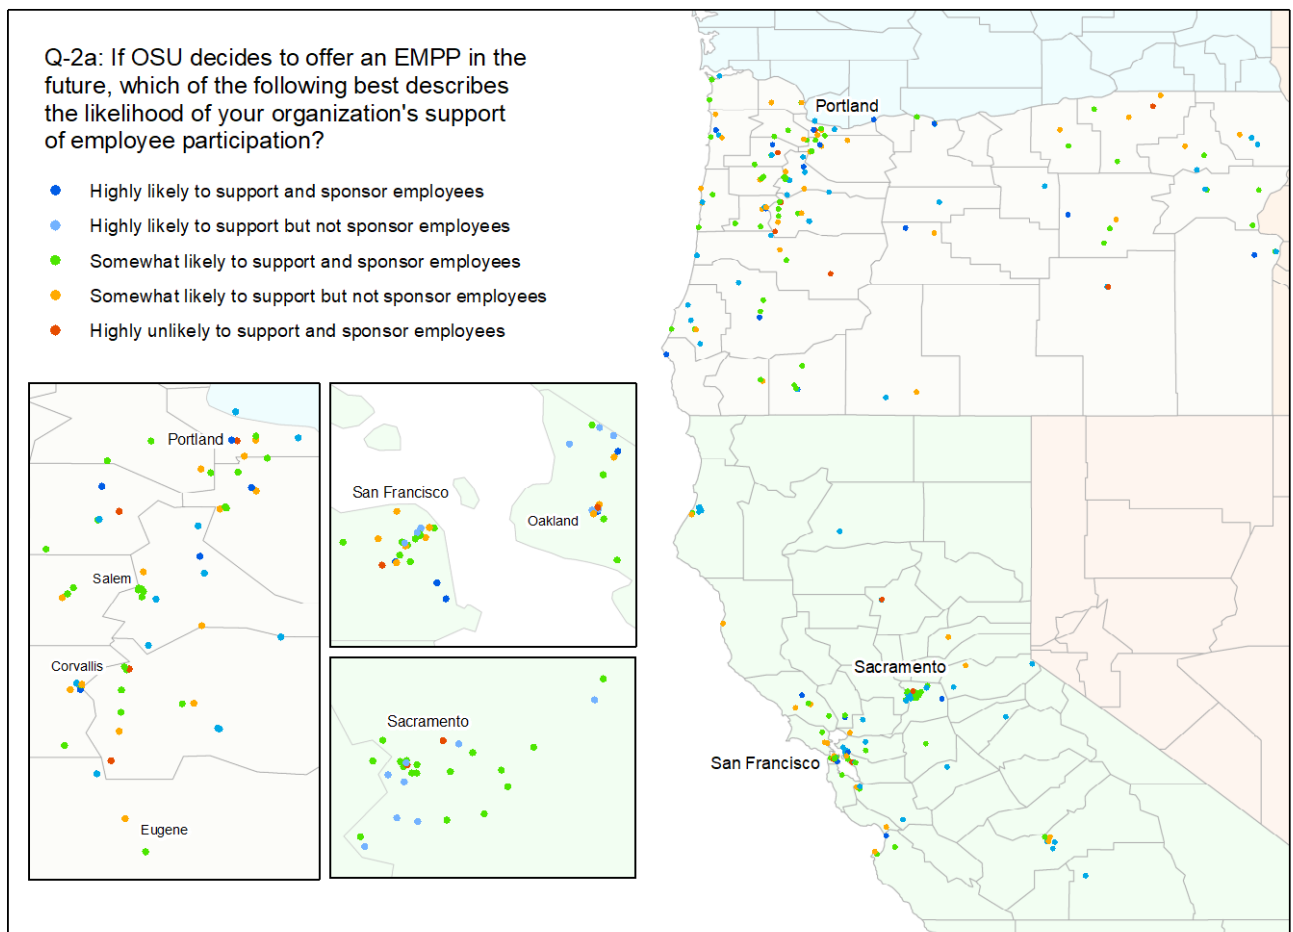 Q-2a: If OSU decides to offer an EMPP in the
future, which of the following best describes
the likelihood of your organization's support
of employee participation?
Highly likely to support and sponsor employees
Highly likely to support but not sponsor employees
Somewhat likely to support and sponsor employees
Somewhat likely to support but not sponsor employees
Highly unlikely to support and sponsor employees
Portland
Sacramento
San Francisco
Portland
Salem
Corvallis
Eugene
San Francisco
Oakland
Sacramento